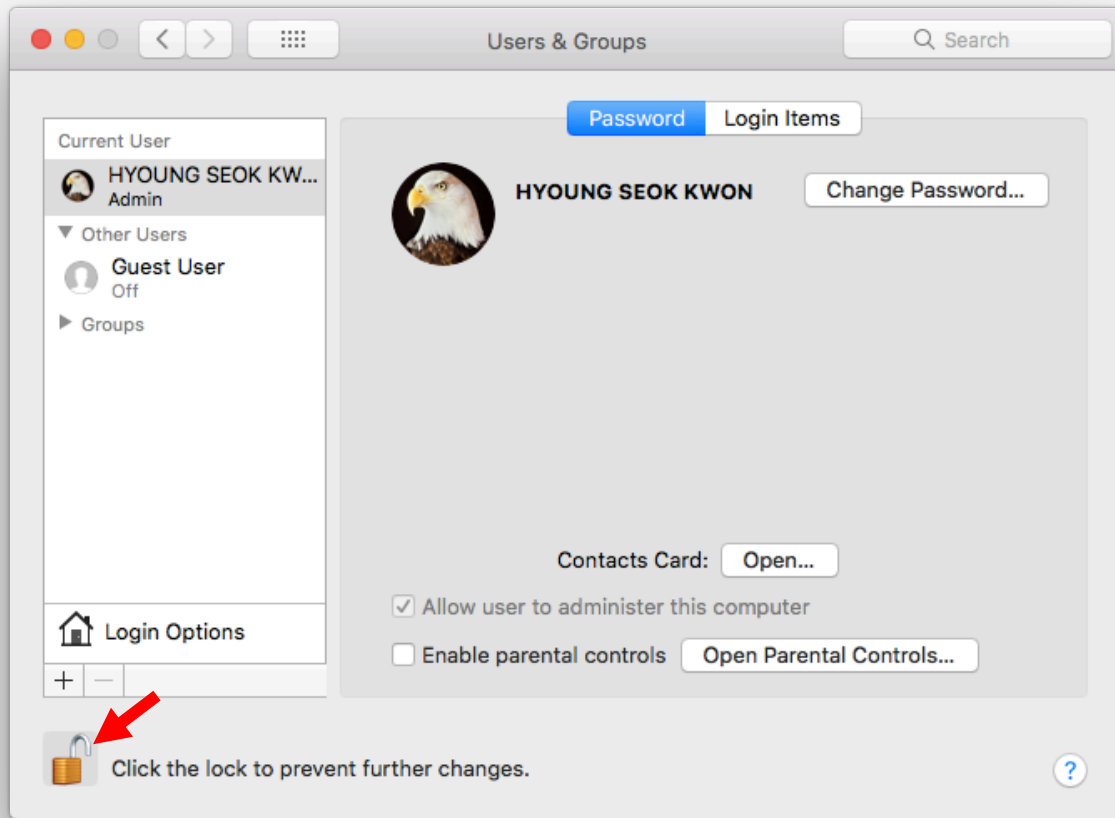 Users & Groups
Search
Current User
HYOUNG SEOK KW...
Admin
Other Users
Guest User
Off
Groups
Login Options
+ −
Password Login Items
HYOUNG SEOK KWON
Change Password...
Contacts Card: Open...
Allow user to administer this computer
Enable parental controls Open Parental Controls...
Click the lock to prevent further changes.
?